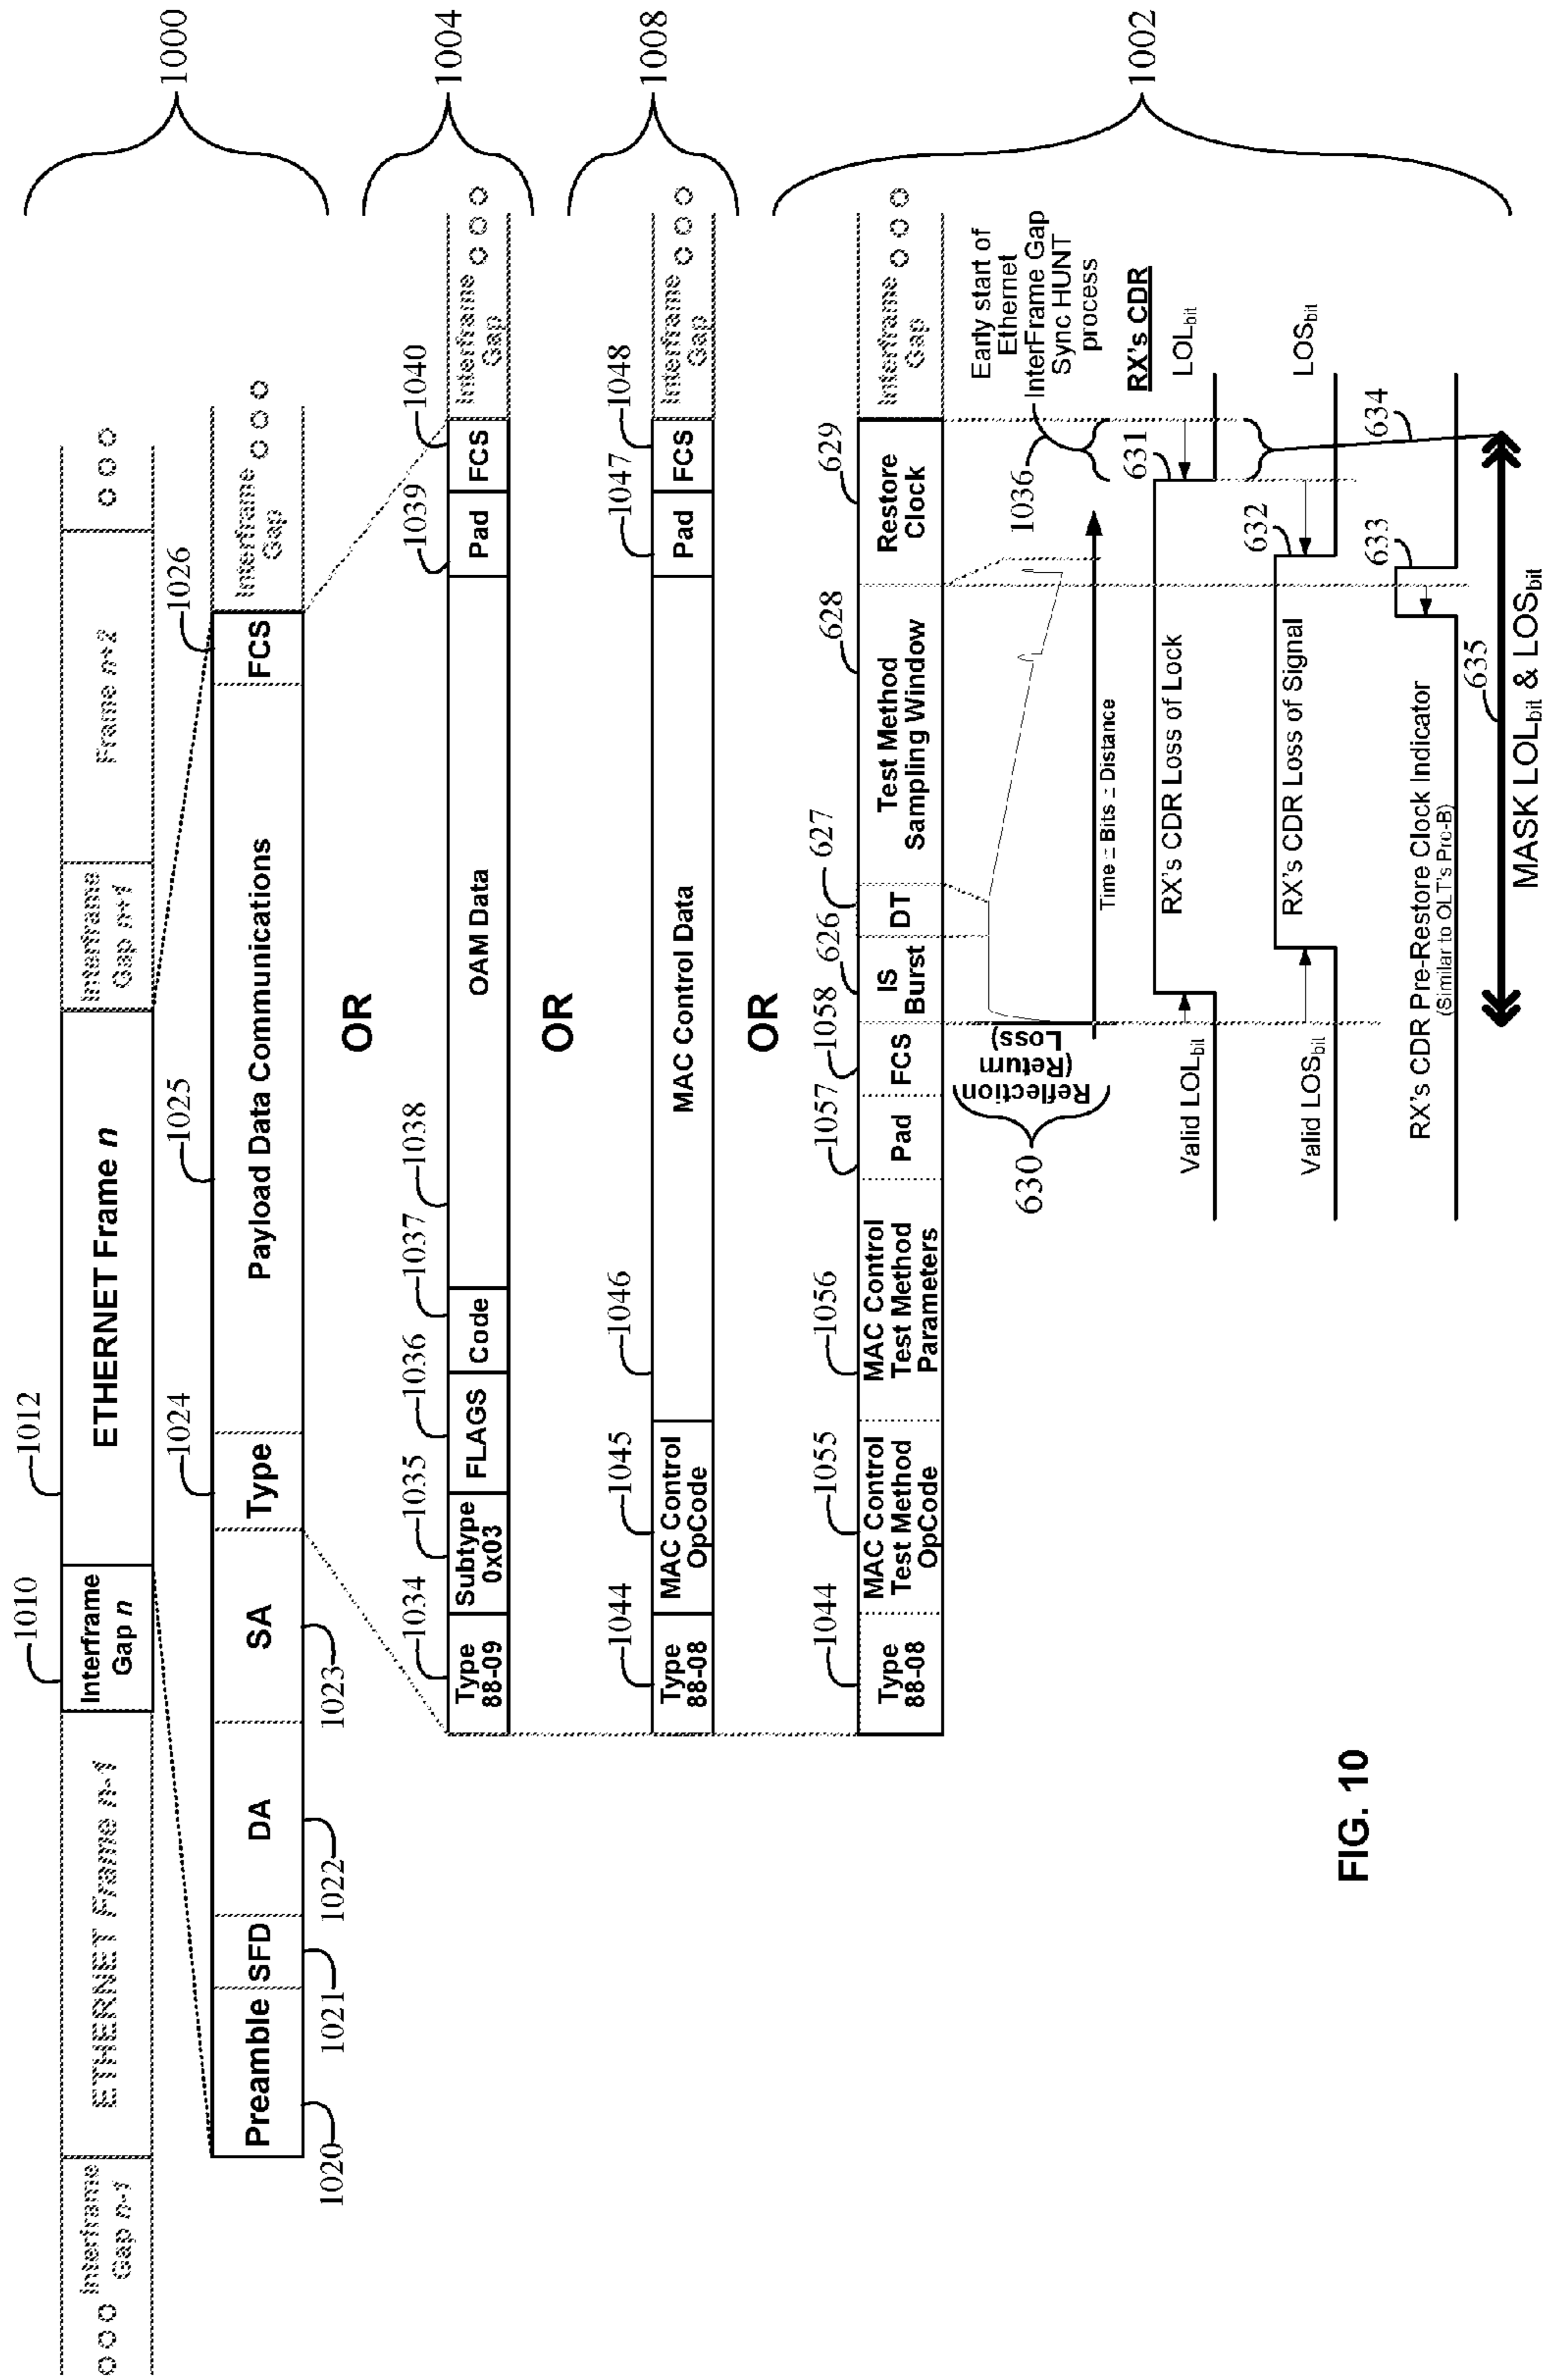 1010
1012
1000
Interframe
Gap n-1
ETHERNET Frame n-1
Interframe
Gap n
ETHERNET Frame n
Interframe
Gap n+1
Frame n+2
1024
1025
1026
Preamble
SFD
DA
SA
Type
Payload Data Communications
FCS
Interframe
Gap
1020
1021
1022
1023
OR
1034
1035
1036
1037
1038
1039
1040
1004
Type
88-09
Subtype
0x03
FLAGS
Code
OAM Data
Pad
FCS
Interframe
Gap
OR
1044
1045
1046
1047
1048
1008
Type
88-08
MAC Control
OpCode
MAC Control Data
Pad
FCS
Interframe
Gap
OR
1044
1055
1056
1057
1058
626
627
628
629
1002
Type
88-08
MAC Control
Test Method
OpCode
MAC Control
Test Method
Parameters
Pad
FCS
IS
Burst
DT
Test Method
Sampling Window
Restore
Clock
Interframe
Gap
630
Reflection
(Return
Loss)
Time = Bits = Distance
1036
Early start of
Ethernet
InterFrame Gap
Sync HUNT
process
RX's CDR
Valid LOLbit
RX's CDR Loss of Lock
631
LOLbit
Valid LOSbit
RX's CDR Loss of Signal
632
LOSbit
RX's CDR Pre-Restore Clock Indicator
(Similar to OLT's Pro-B)
633
634
635
MASK LOLbit & LOSbit
FIG. 10